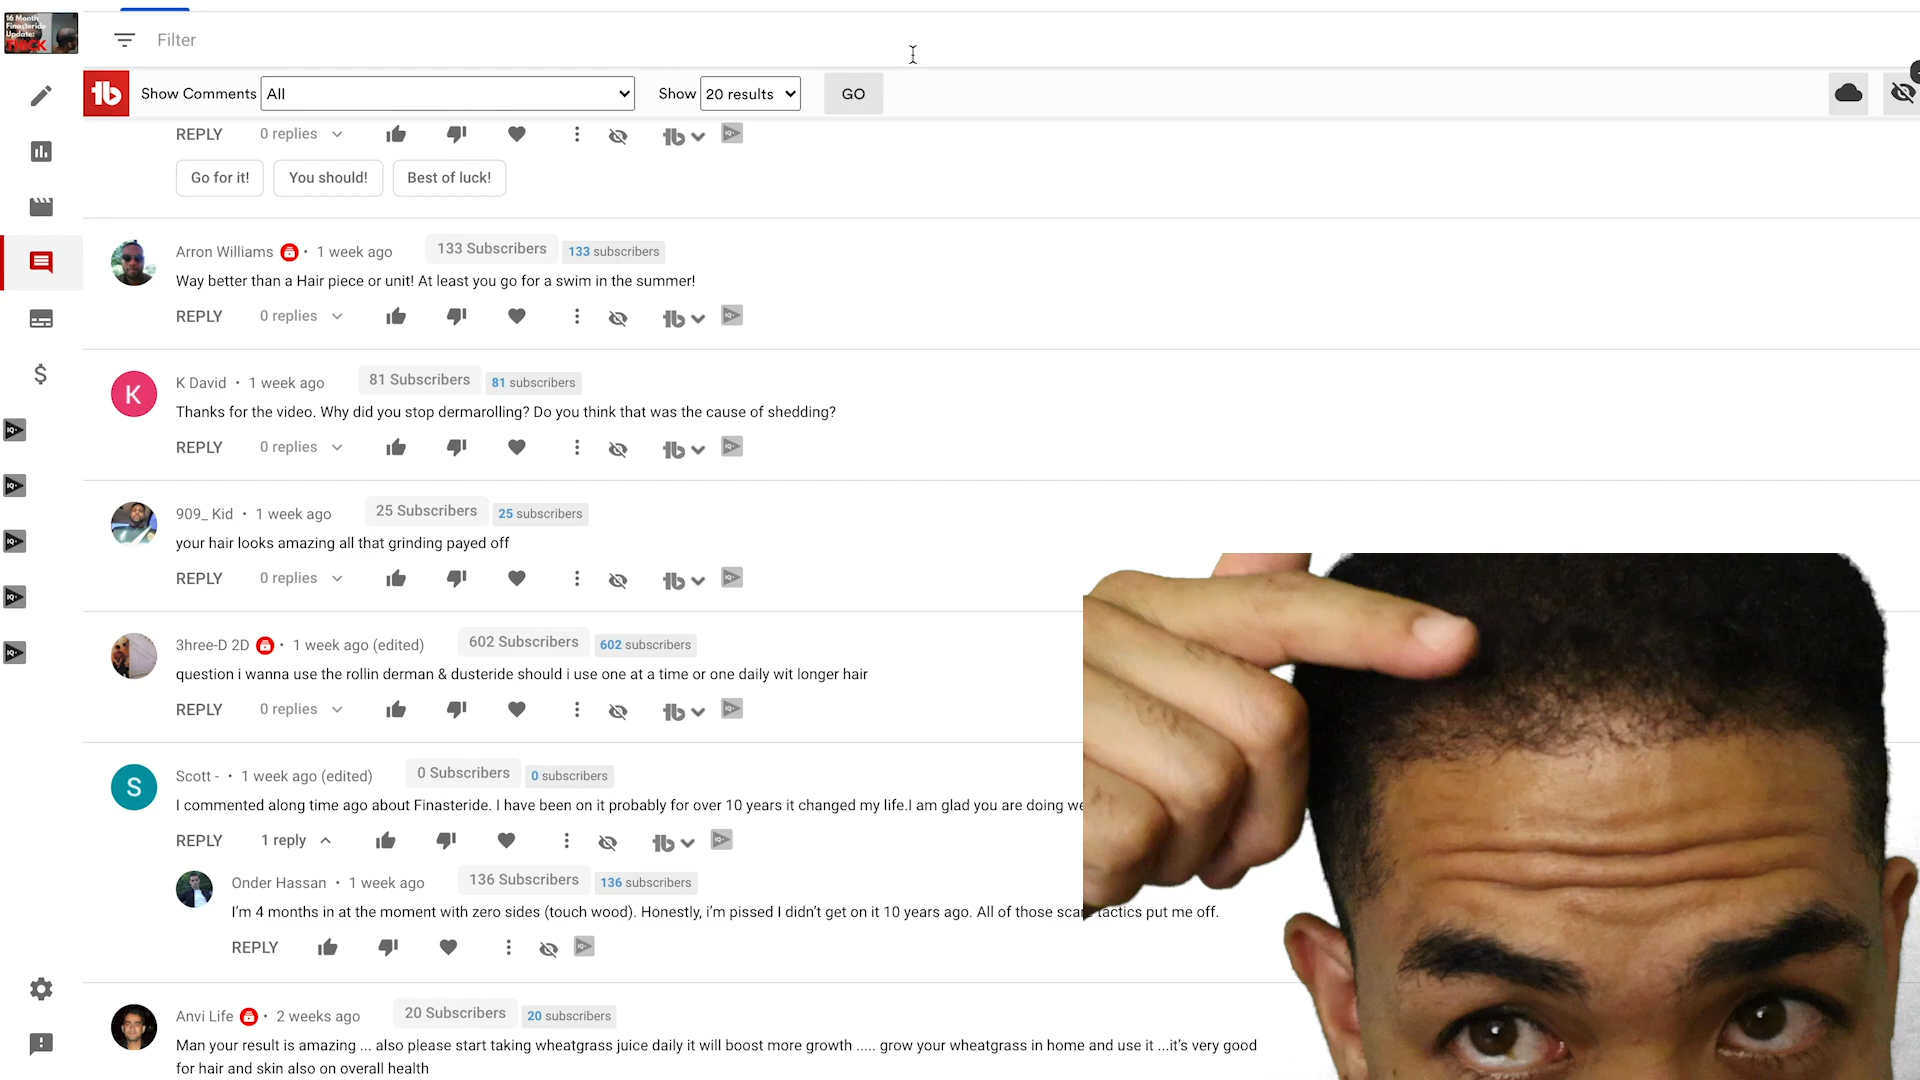 16 Month
Finasteride
Update:
Filter
Show Comments All Show 20 results GO
REPLY 0 replies
Go for it! You should! Best of luck!
Arron Williams • 1 week ago 133 Subscribers 133 subscribers
Way better than a Hair piece or unit! At least you go for a swim in the summer!
REPLY 0 replies
K
K David • 1 week ago 81 Subscribers 81 subscribers
Thanks for the video. Why did you stop dermarolling? Do you think that was the cause of shedding?
REPLY 0 replies
909_ Kid • 1 week ago 25 Subscribers 25 subscribers
your hair looks amazing all that grinding payed off
REPLY 0 replies
3hree-D 2D • 1 week ago (edited) 602 Subscribers 602 subscribers
question i wanna use the rollin derman & dusteride should i use one at a time or one daily wit longer hair
REPLY 0 replies
S
Scott - • 1 week ago (edited) 0 Subscribers 0 subscribers
I commented along time ago about Finasteride. I have been on it probably for over 10 years it changed my life.I am glad you are doing we
REPLY 1 reply
Onder Hassan • 1 week ago 136 Subscribers 136 subscribers
I'm 4 months in at the moment with zero sides (touch wood). Honestly, i'm pissed I didn't get on it 10 years ago. All of those scare tactics put me off.
REPLY
Anvi Life • 2 weeks ago 20 Subscribers 20 subscribers
Man your result is amazing ... also please start taking wheatgrass juice daily it will boost more growth ..... grow your wheatgrass in home and use it ...it's very good
for hair and skin also on overall health